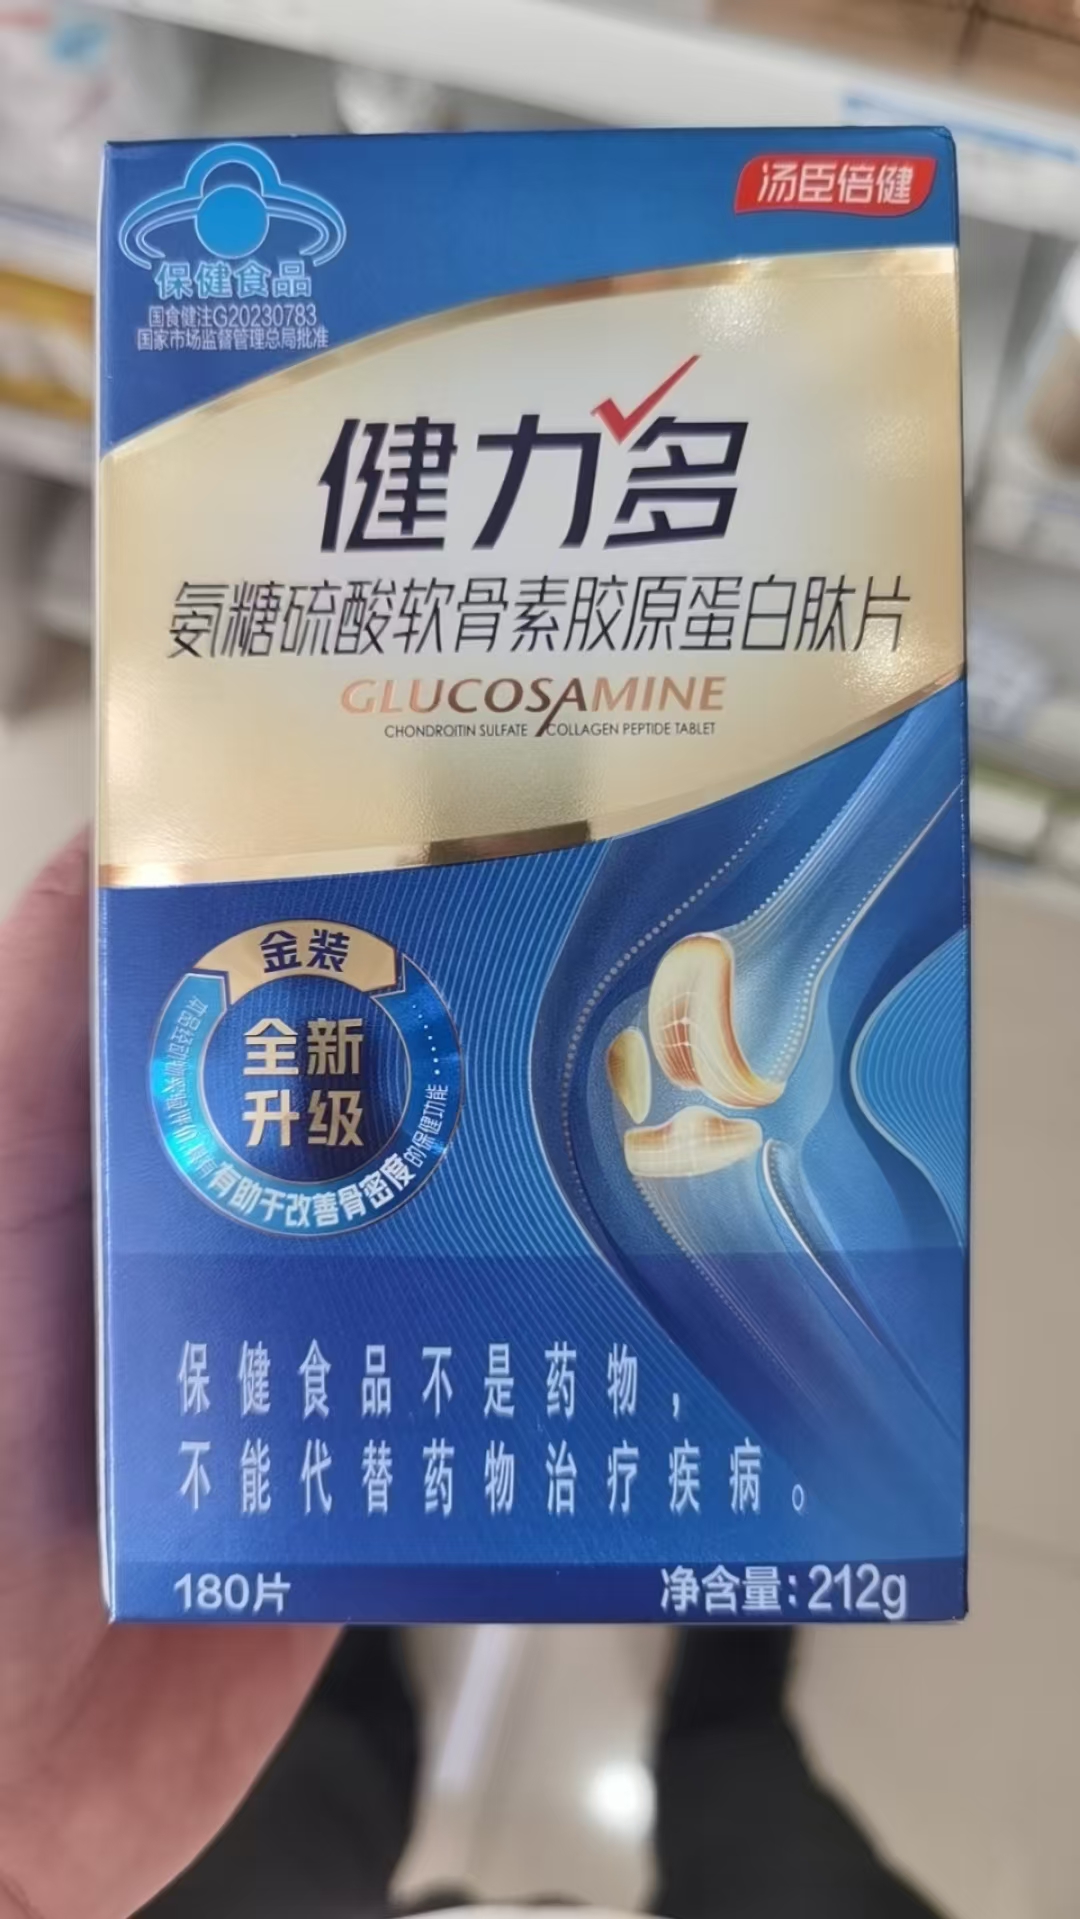 汤臣倍健
保健食品
国食健注G20230783
国家市场监督管理总局批准
健力多
氨糖硫酸软骨素胶原蛋白肽片
GLUCOSAMINE
CHONDROITIN SULFATE COLLAGEN PEPTIDE TABLET
金装
全新
升级
有助于改善骨密度的保健功能
保健食品不是药物，
不能代替药物治疗疾病。
180片
净含量：212g